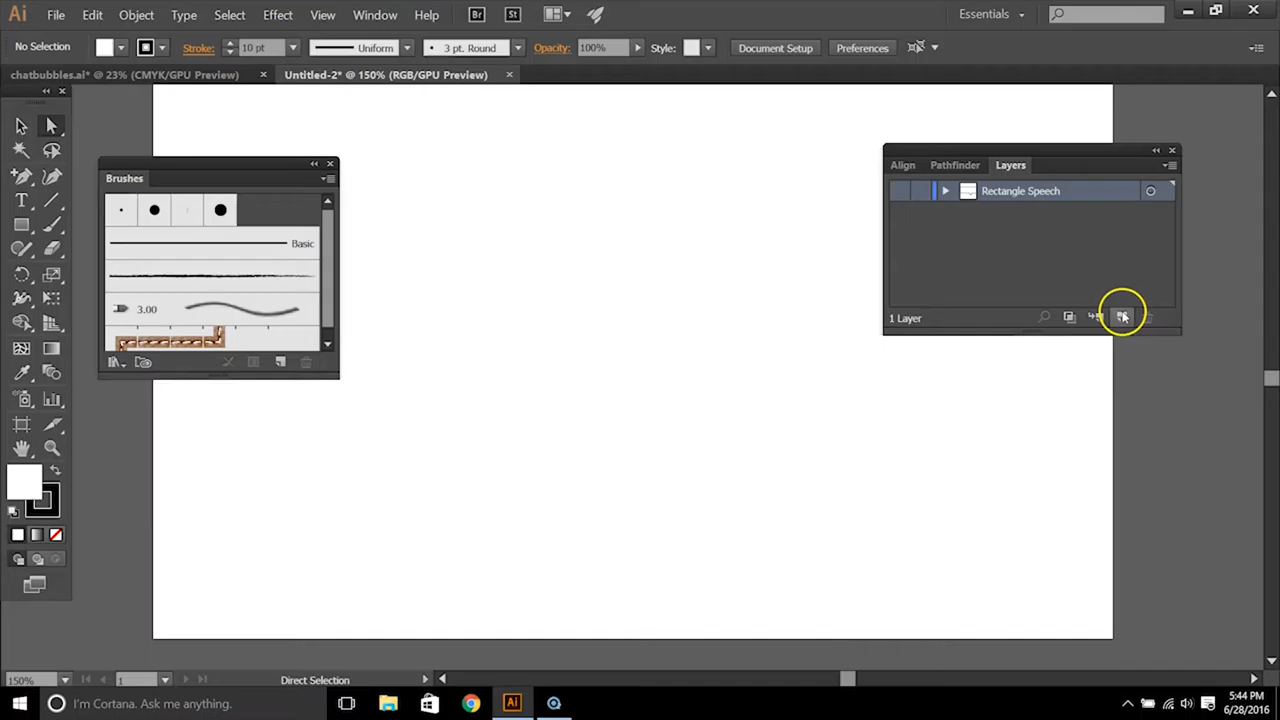 Ai File Edit Object Type Select Effect View Window Help Br St Essentials
No Selection Stroke: 10 pt Uniform 3 pt. Round Opacity: 100% Style: Document Setup Preferences
chatbubbles.ai* @ 23% (CMYK/GPU Preview) Untitled-2* @ 150% (RGB/GPU Preview)
Brushes
Basic
3.00
Align Pathfinder Layers
Rectangle Speech
1 Layer
150% 1 Direct Selection
I'm Cortana. Ask me anything. Ai
5:44 PM
6/28/2016